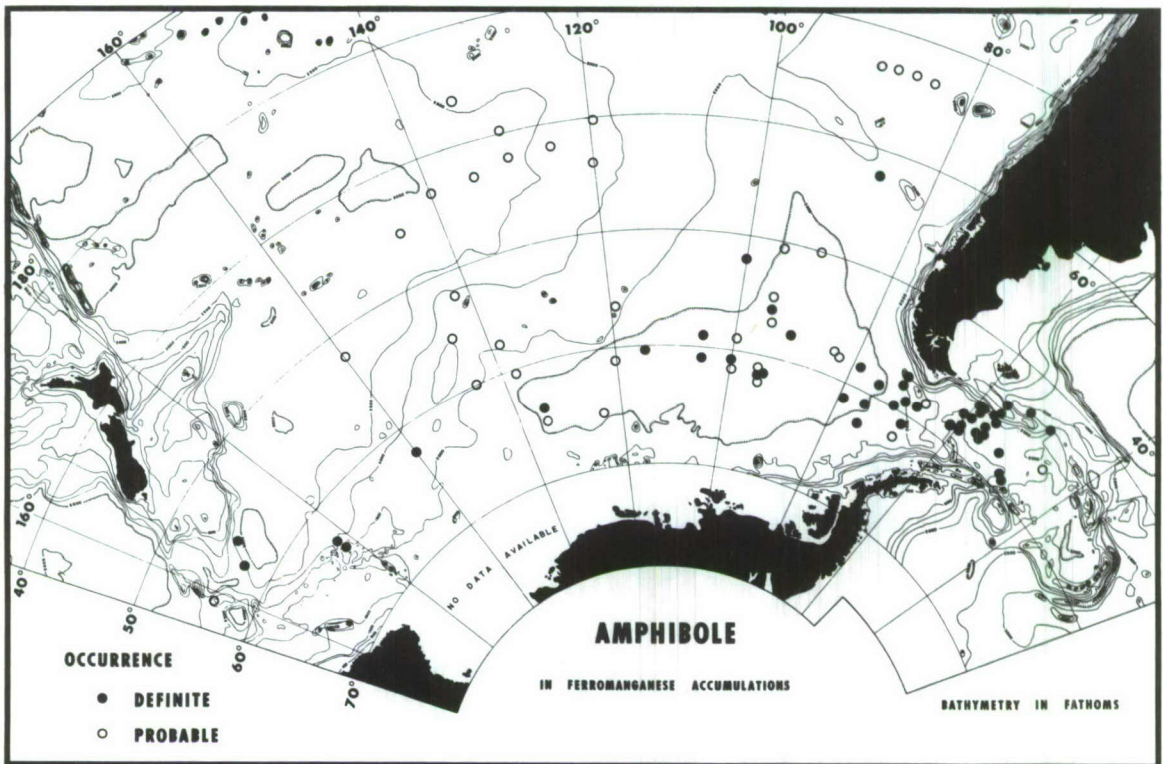 160°
140°
120°
100°
80°
180°
60°
160°
40°
40°
50°
60°
70°
NO DATA AVAILABLE
AMPHIBOLE
IN FERROMANGANESE ACCUMULATIONS
OCCURRENCE
DEFINITE
PROBABLE
BATHYMETRY IN FATHOMS